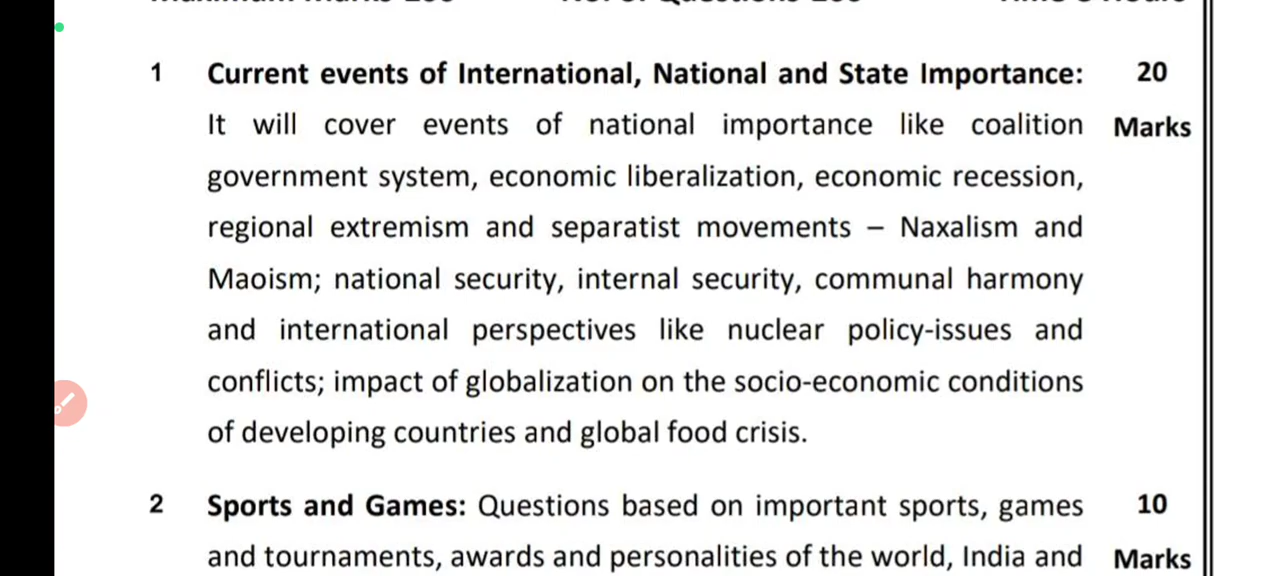 1 Current events of International, National and State Importance: 20
It will cover events of national importance like coalition Marks
government system, economic liberalization, economic recession,
regional extremism and separatist movements – Naxalism and
Maoism; national security, internal security, communal harmony
and international perspectives like nuclear policy-issues and
conflicts; impact of globalization on the socio-economic conditions
of developing countries and global food crisis.
2 Sports and Games: Questions based on important sports, games 10
and tournaments, awards and personalities of the world, India and Marks